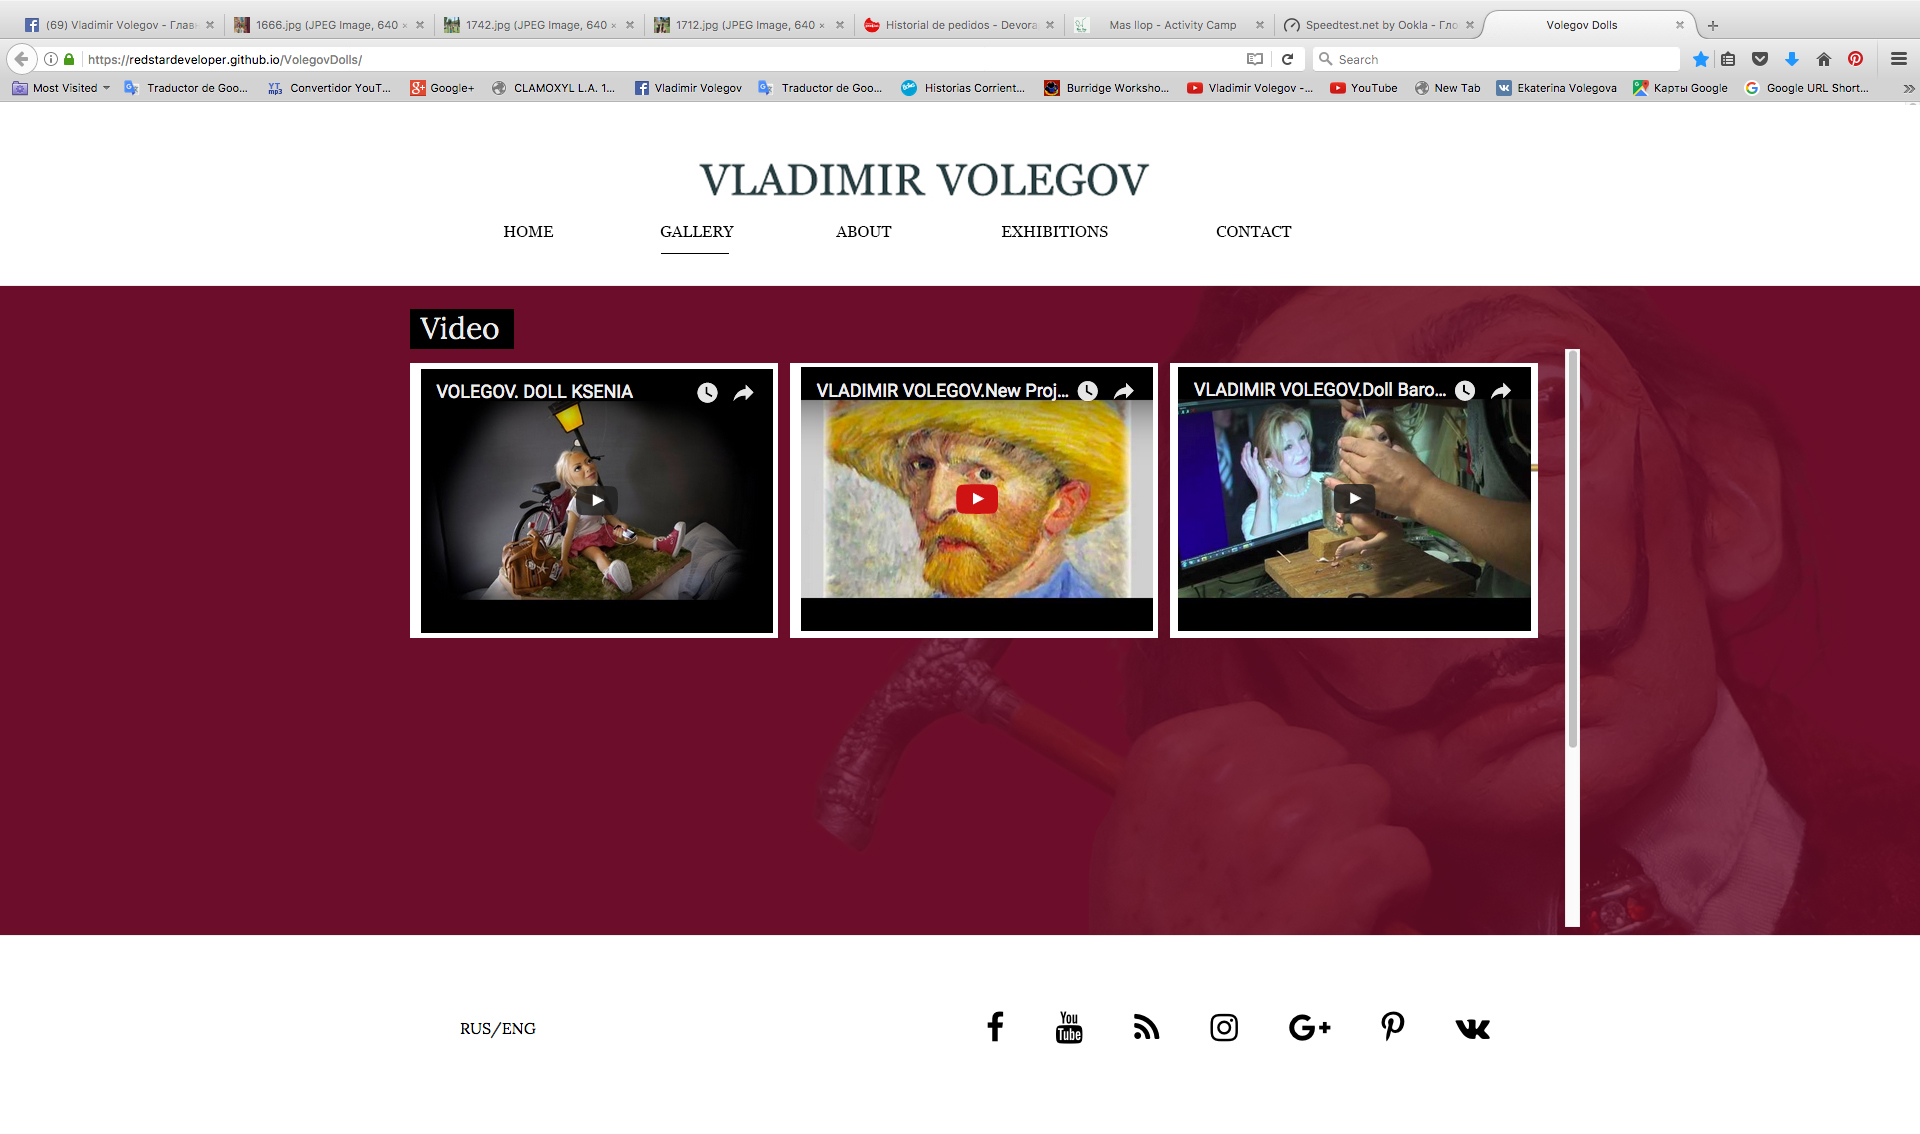 (69) Vladimir Volegov - Глав
1666.jpg (JPEG Image, 640 ×
1742.jpg (JPEG Image, 640 ×
1712.jpg (JPEG Image, 640 ×
Historial de pedidos - Devora
Mas llop - Activity Camp
Speedtest.net by Ookla - Гло
Volegov Dolls
https://redstardeveloper.github.io/VolegovDolls/
Search
Most Visited
Traductor de Goo...
Convertidor YouT...
Google+
CLAMOXYL L.A. 1...
Vladimir Volegov
Traductor de Goo...
Historias Corrient...
Burridge Worksho...
Vladimir Volegov -...
YouTube
New Tab
Ekaterina Volegova
Карты Google
Google URL Short...
VLADIMIR VOLEGOV
HOME
GALLERY
ABOUT
EXHIBITIONS
CONTACT
Video
VOLEGOV. DOLL KSENIA
VLADIMIR VOLEGOV.New Proj...
VLADIMIR VOLEGOV.Doll Baro...
RUS/ENG
You
Tube